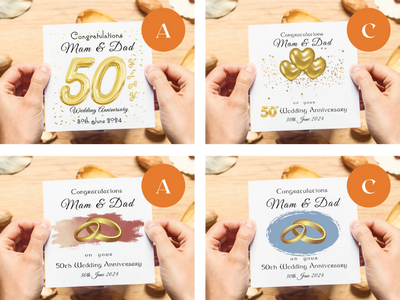 A
Congratulations
Mam & Dad
50
Wedding Anniversary
30th June 2024
C
Congratulations
Mam & Dad
on your
50th Wedding Anniversary
30th June 2024
A
Congratulations
Mam & Dad
on your
50th Wedding Anniversary
30th June 2024
C
Congratulations
Mam & Dad
on your
50th Wedding Anniversary
30th June 2024